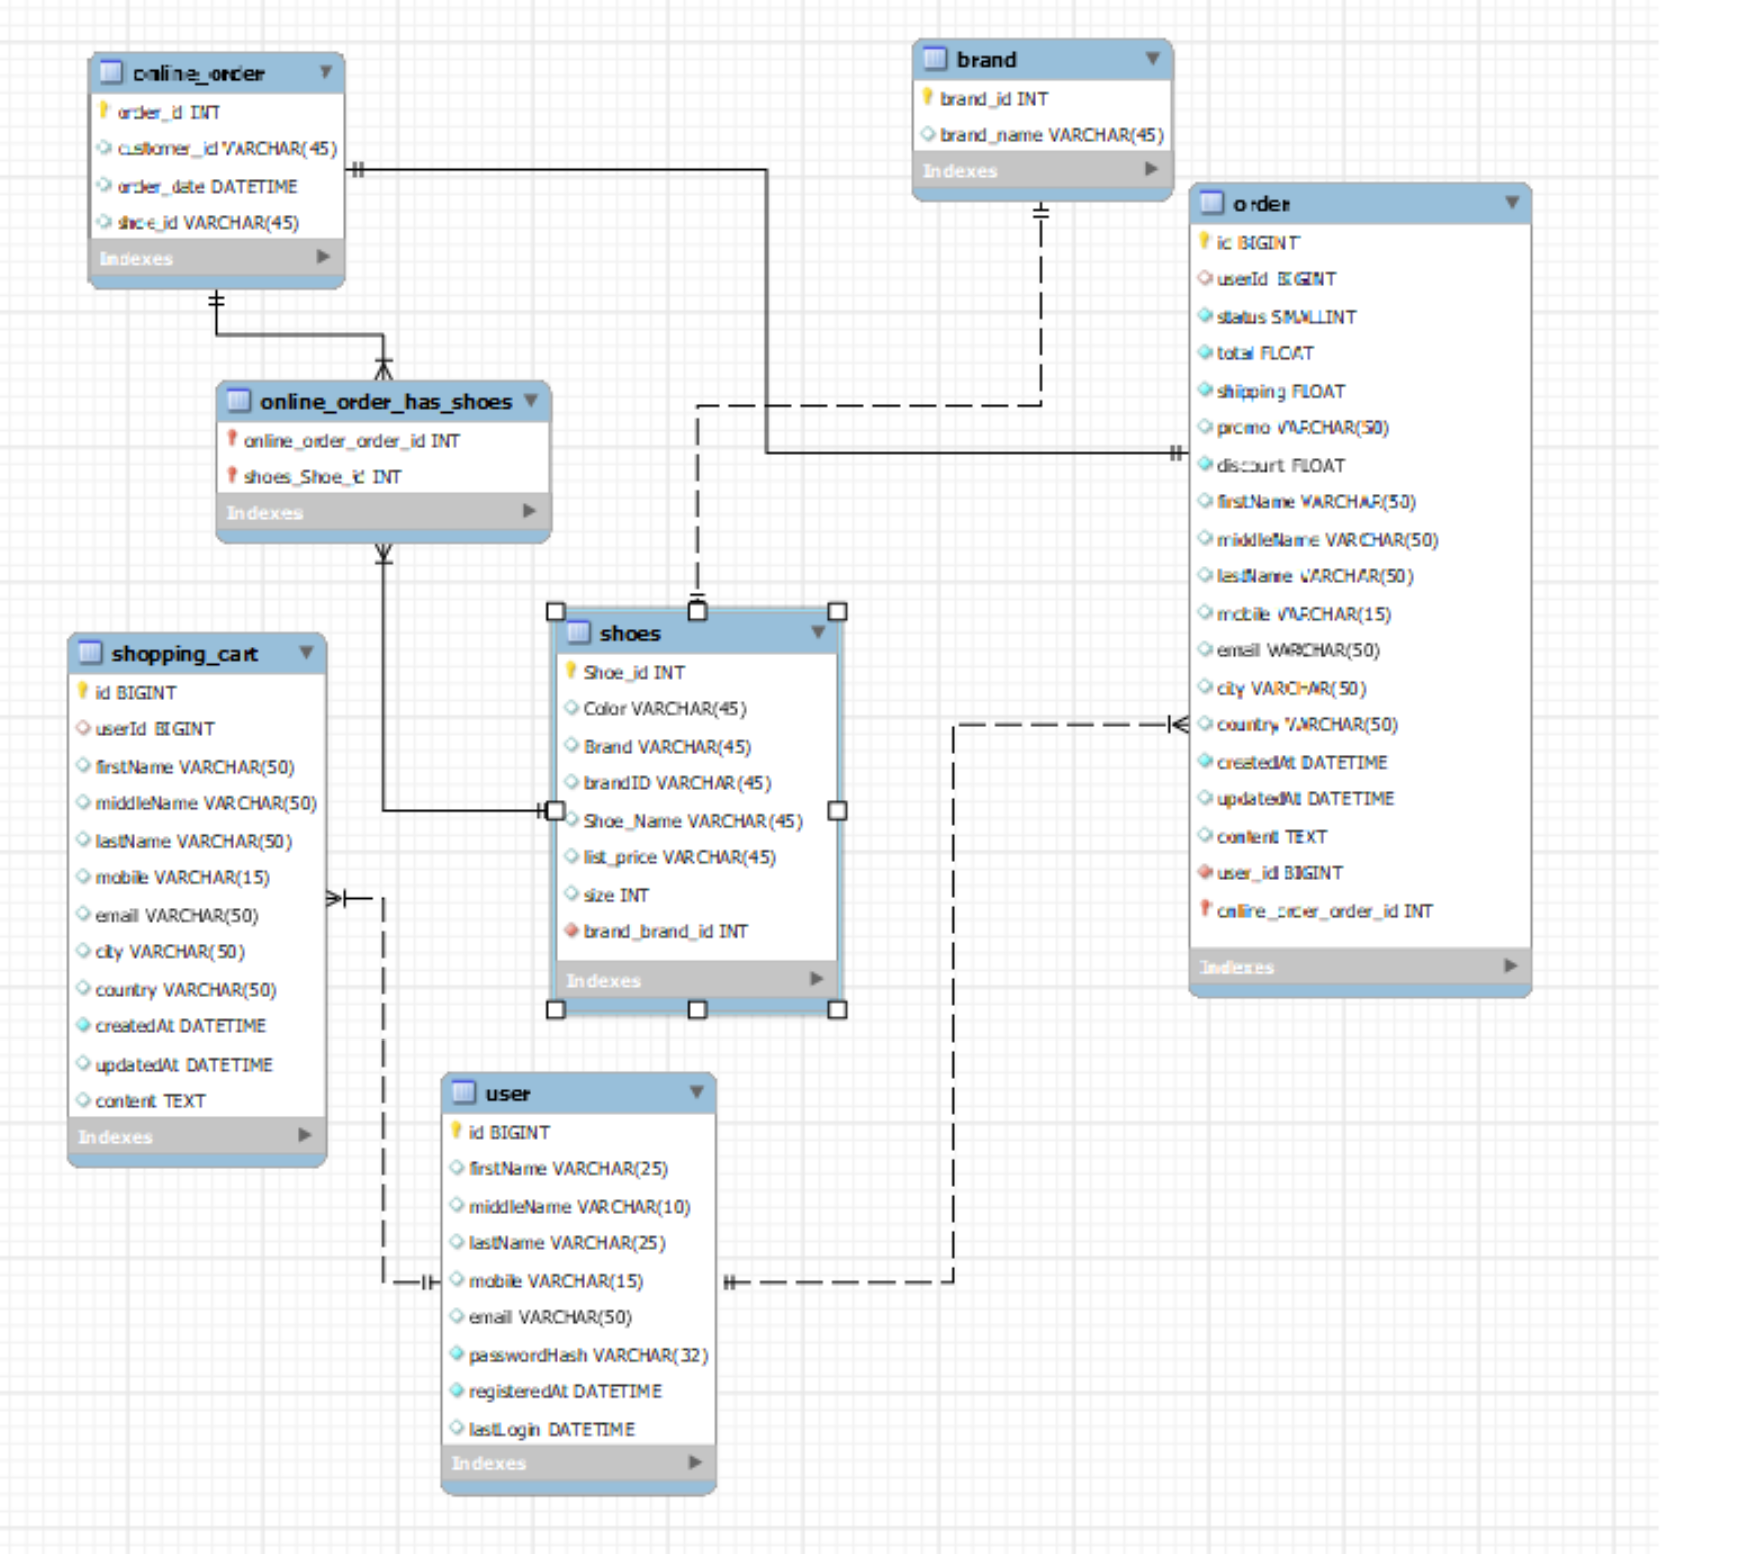 online_order
order_id INT
customer_id VARCHAR(45)
order_date DATETIME
shoe_id VARCHAR(45)
Indexes
brand
brand_id INT
brand_name VARCHAR(45)
Indexes
order
id BIGINT
userId BIGINT
status SMALLINT
total FLOAT
shipping FLOAT
promo VARCHAR(50)
discount FLOAT
firstName VARCHAR(50)
middleName VARCHAR(50)
lastName VARCHAR(50)
mobile VARCHAR(15)
email VARCHAR(50)
city VARCHAR(50)
country VARCHAR(50)
createdAt DATETIME
updatedAt DATETIME
content TEXT
user_id BIGINT
online_order_order_id INT
Indexes
online_order_has_shoes
online_order_order_id INT
shoes_Shoe_id INT
Indexes
shoes
Shoe_id INT
Color VARCHAR(45)
Brand VARCHAR(45)
brandID VARCHAR(45)
Shoe_Name VARCHAR(45)
list_price VARCHAR(45)
size INT
brand_brand_id INT
Indexes
shopping_cart
id BIGINT
userId BIGINT
firstName VARCHAR(50)
middleName VARCHAR(50)
lastName VARCHAR(50)
mobile VARCHAR(15)
email VARCHAR(50)
city VARCHAR(50)
country VARCHAR(50)
createdAt DATETIME
updatedAt DATETIME
content TEXT
Indexes
user
id BIGINT
firstName VARCHAR(25)
middleName VARCHAR(10)
lastName VARCHAR(25)
mobile VARCHAR(15)
email VARCHAR(50)
passwordHash VARCHAR(32)
registeredAt DATETIME
lastLogin DATETIME
Indexes